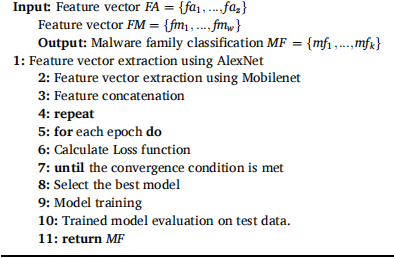 Input: Feature vector FA = {fa₁, ...,faz}
Feature vector FM = {fm₁, ...,fmw}
Output: Malware family classification MF = {mf₁, ...,mfk}
1: Feature vector extraction using AlexNet
2: Feature vector extraction using Mobilenet
3: Feature concatenation
4: repeat
5: for each epoch do
6: Calculate Loss function
7: until the convergence condition is met
8: Select the best model
9: Model training
10: Trained model evaluation on test data.
11: return MF